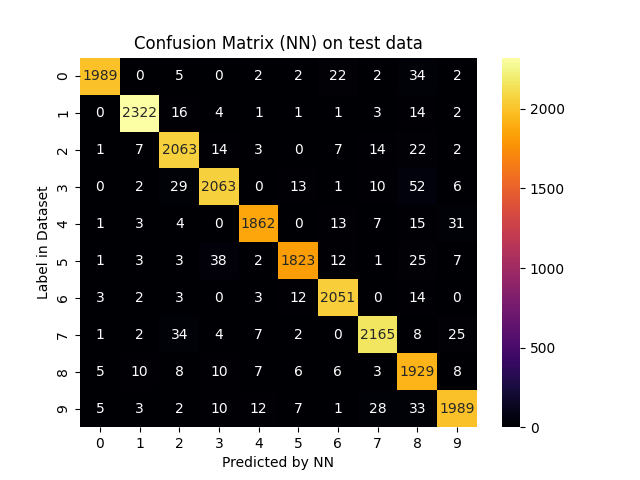 Confusion Matrix (NN) on test data
Label in Dataset
0 1989 0 5 0 2 2 22 2 34 2
1 0 2322 16 4 1 1 1 3 14 2
2 1 7 2063 14 3 0 7 14 22 2
3 0 2 29 2063 0 13 1 10 52 6
4 1 3 4 0 1862 0 13 7 15 31
5 1 3 3 38 2 1823 12 1 25 7
6 3 2 3 0 3 12 2051 0 14 0
7 1 2 34 4 7 2 0 2165 8 25
8 5 10 8 10 7 6 6 3 1929 8
9 5 3 2 10 12 7 1 28 33 1989
0 1 2 3 4 5 6 7 8 9
Predicted by NN
2000
1500
1000
500
0